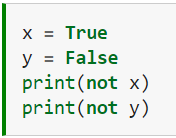 x = True
y = False
print(not x)
print(not y)